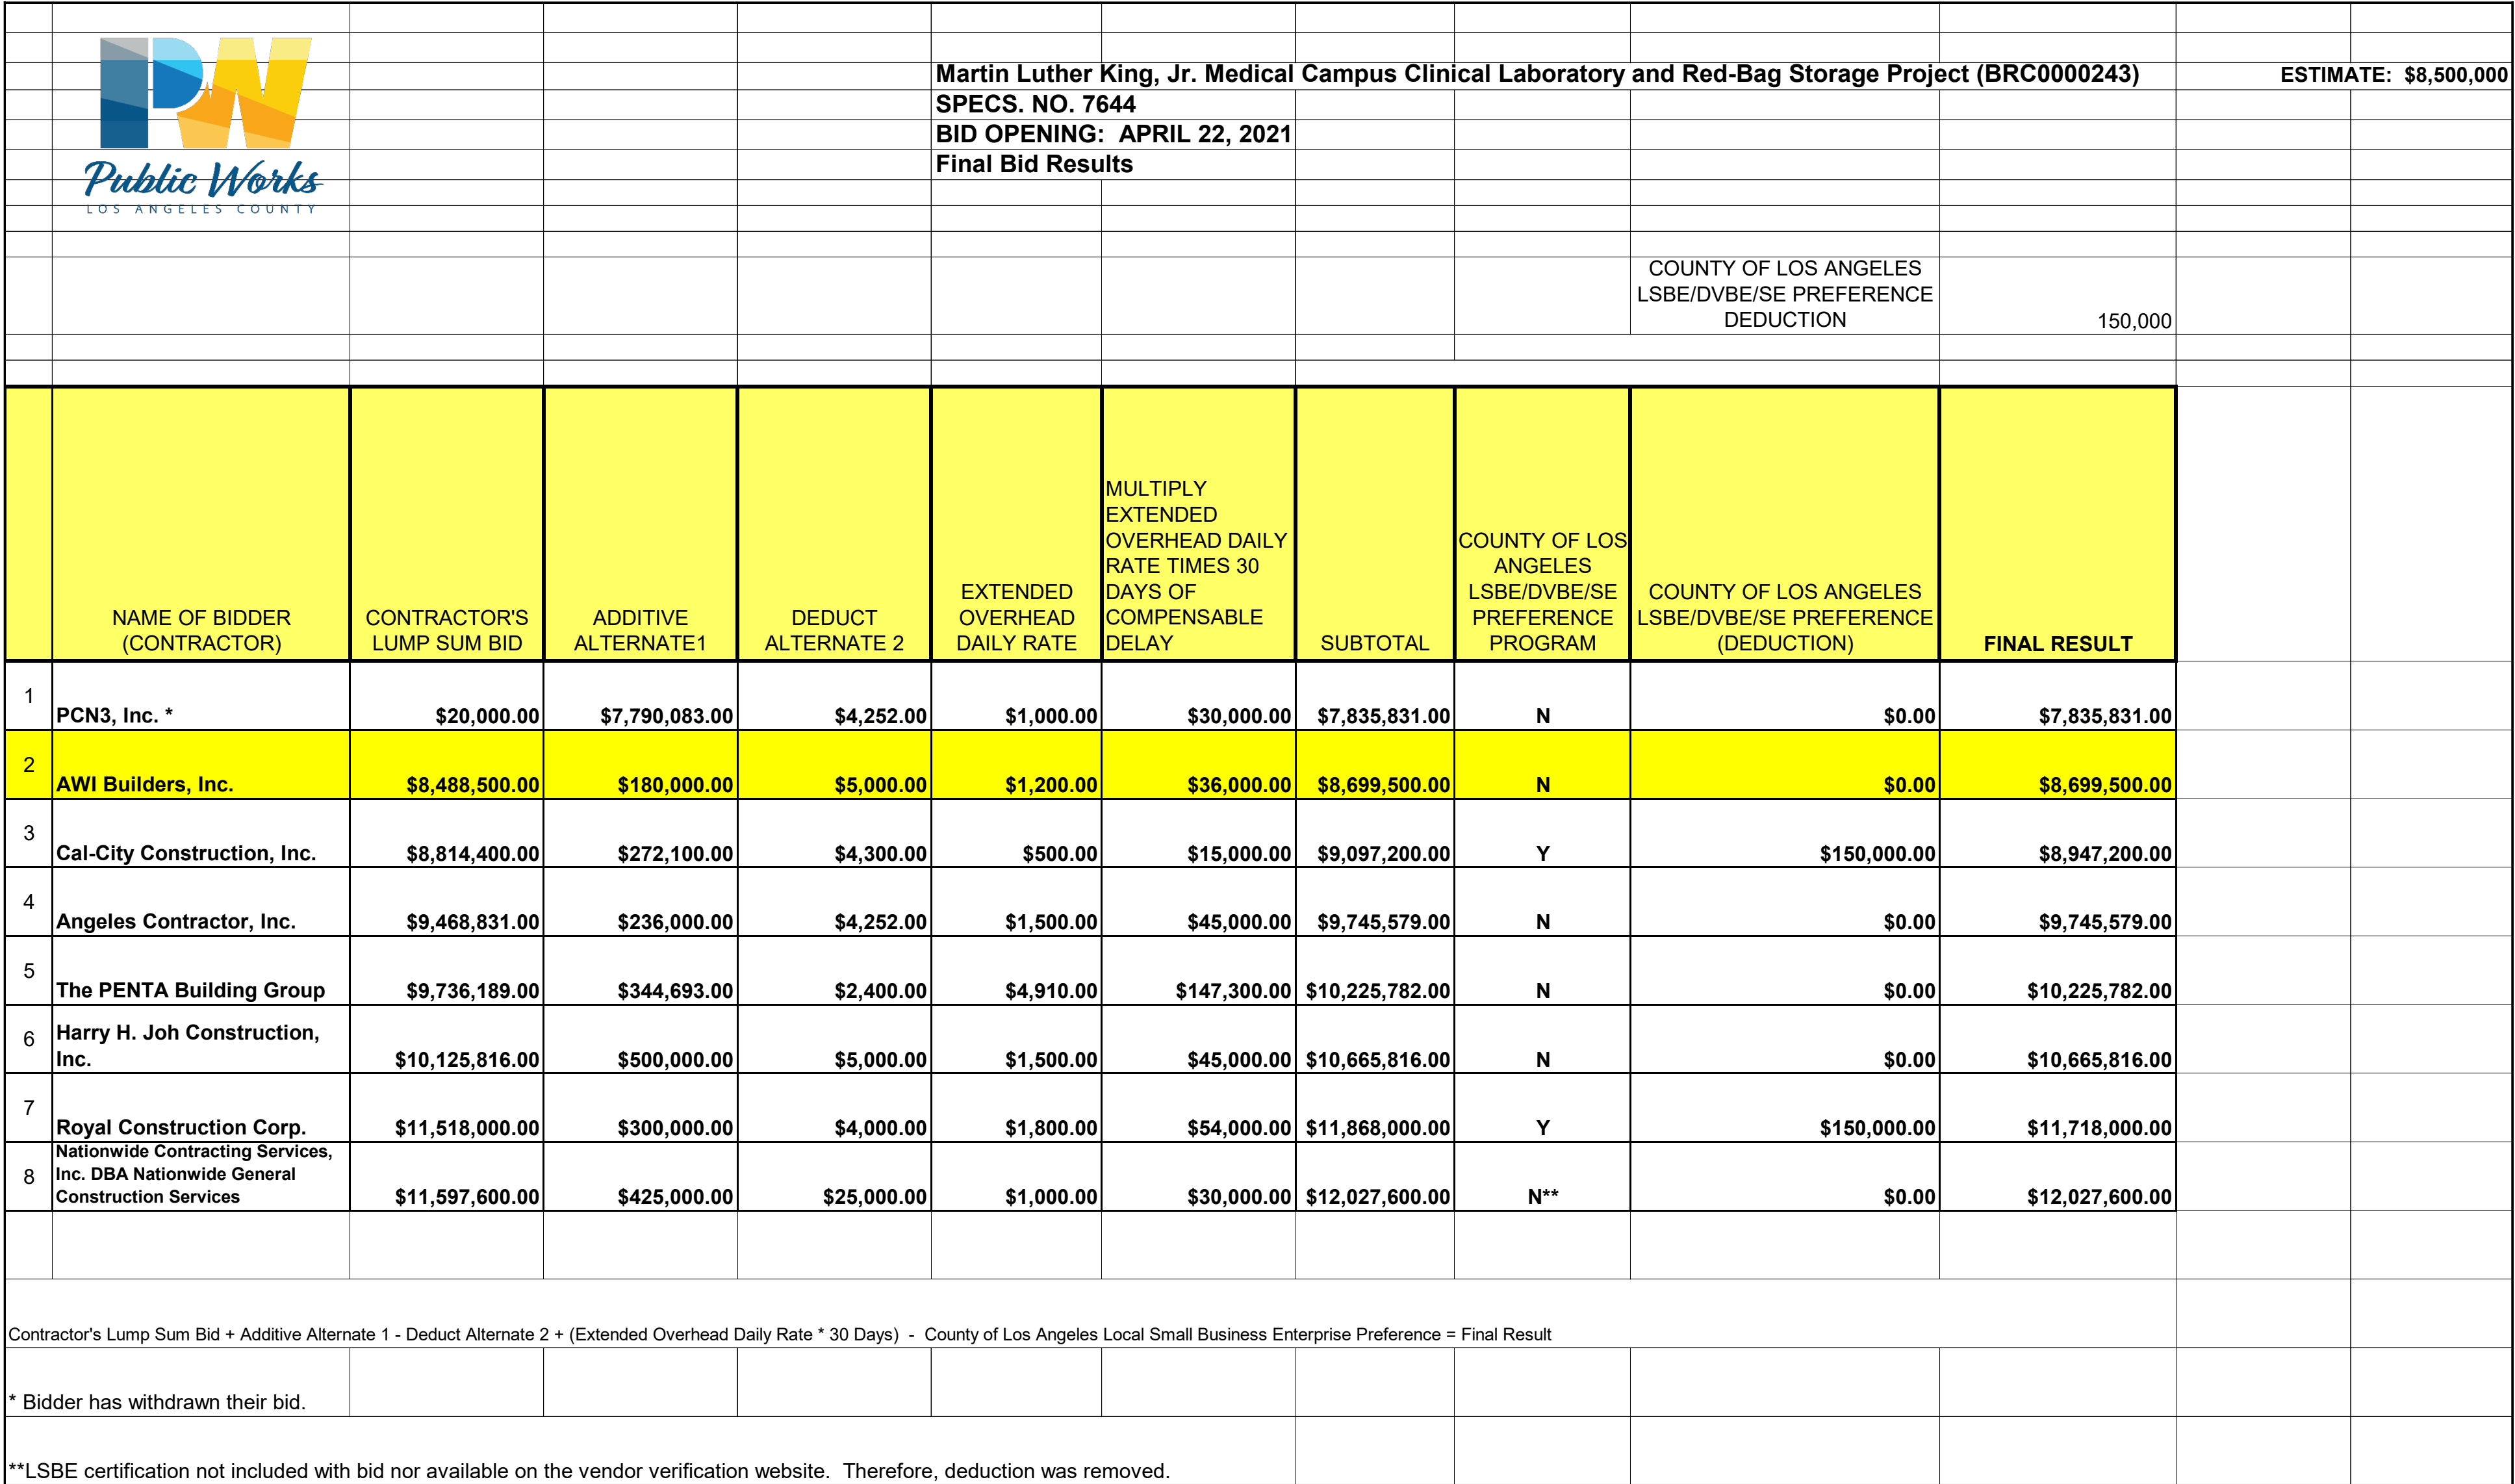 PW
Public Works
LOS ANGELES COUNTY
Martin Luther King, Jr. Medical Campus Clinical Laboratory and Red-Bag Storage Project (BRC0000243) ESTIMATE: $8,500,000
SPECS. NO. 7644
BID OPENING: APRIL 22, 2021
Final Bid Results
COUNTY OF LOS ANGELES
LSBE/DVBE/SE PREFERENCE
DEDUCTION 150,000
NAME OF BIDDER
(CONTRACTOR)
CONTRACTOR'S
LUMP SUM BID
ADDITIVE
ALTERNATE1
DEDUCT
ALTERNATE 2
EXTENDED
OVERHEAD
DAILY RATE
MULTIPLY
EXTENDED
OVERHEAD DAILY
RATE TIMES 30
DAYS OF
COMPENSABLE
DELAY
SUBTOTAL
COUNTY OF LOS
ANGELES
LSBE/DVBE/SE
PREFERENCE
PROGRAM
COUNTY OF LOS ANGELES
LSBE/DVBE/SE PREFERENCE
(DEDUCTION)
FINAL RESULT
1 PCN3, Inc. * $20,000.00 $7,790,083.00 $4,252.00 $1,000.00 $30,000.00 $7,835,831.00 N $0.00 $7,835,831.00
2 AWI Builders, Inc. $8,488,500.00 $180,000.00 $5,000.00 $1,200.00 $36,000.00 $8,699,500.00 N $0.00 $8,699,500.00
3 Cal-City Construction, Inc. $8,814,400.00 $272,100.00 $4,300.00 $500.00 $15,000.00 $9,097,200.00 Y $150,000.00 $8,947,200.00
4 Angeles Contractor, Inc. $9,468,831.00 $236,000.00 $4,252.00 $1,500.00 $45,000.00 $9,745,579.00 N $0.00 $9,745,579.00
5 The PENTA Building Group $9,736,189.00 $344,693.00 $2,400.00 $4,910.00 $147,300.00 $10,225,782.00 N $0.00 $10,225,782.00
6 Harry H. Joh Construction,
Inc. $10,125,816.00 $500,000.00 $5,000.00 $1,500.00 $45,000.00 $10,665,816.00 N $0.00 $10,665,816.00
7 Royal Construction Corp. $11,518,000.00 $300,000.00 $4,000.00 $1,800.00 $54,000.00 $11,868,000.00 Y $150,000.00 $11,718,000.00
Nationwide Contracting Services,
8 Inc. DBA Nationwide General
Construction Services $11,597,600.00 $425,000.00 $25,000.00 $1,000.00 $30,000.00 $12,027,600.00 N** $0.00 $12,027,600.00
Contractor's Lump Sum Bid + Additive Alternate 1 - Deduct Alternate 2 + (Extended Overhead Daily Rate * 30 Days) - County of Los Angeles Local Small Business Enterprise Preference = Final Result
* Bidder has withdrawn their bid.
**LSBE certification not included with bid nor available on the vendor verification website. Therefore, deduction was removed.